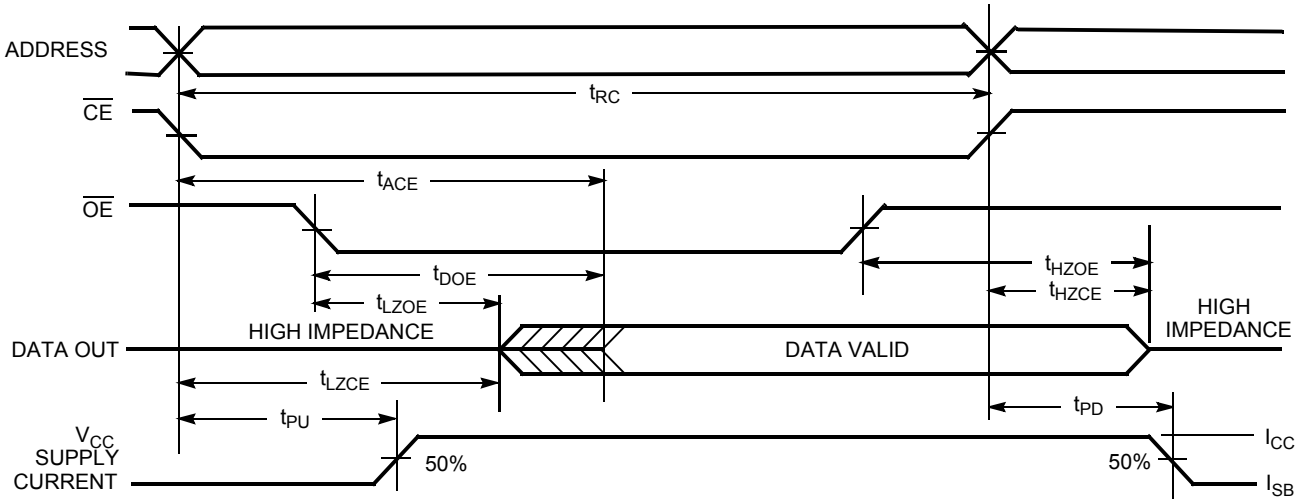 ADDRESS
tRC
CE
tACE
OE
tDOE
tHZOE
tLZOE
tHZCE
HIGH IMPEDANCE
HIGH
IMPEDANCE
DATA OUT
DATA VALID
tLZCE
tPU
tPD
VCC
SUPPLY
CURRENT
50%
50%
ICC
ISB